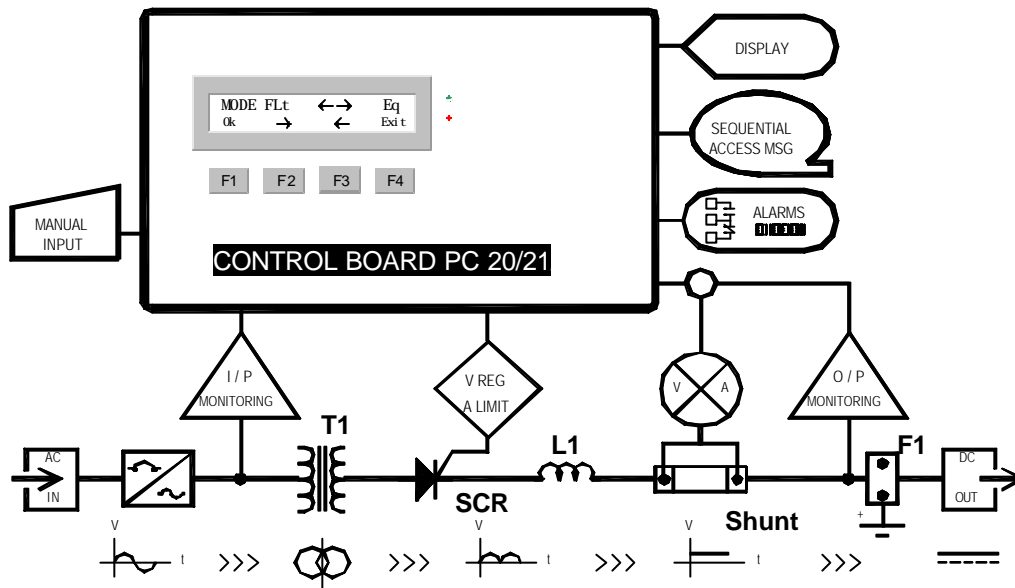 DISPLAY
MODE FLt ←→ Eq
Ok → ← Exit
SEQUENTIAL
ACCESS MSG
F1 F2 F3 F4
MANUAL
INPUT
ALARMS
CONTROL BOARD PC 20/21
I / P
MONITORING
V REG
A LIMIT
V A
O / P
MONITORING
T1
L1
F1
AC
IN
SCR
Shunt
DC
OUT
+
V
t
>>>
>>>
V
t
>>>
V
t
>>>